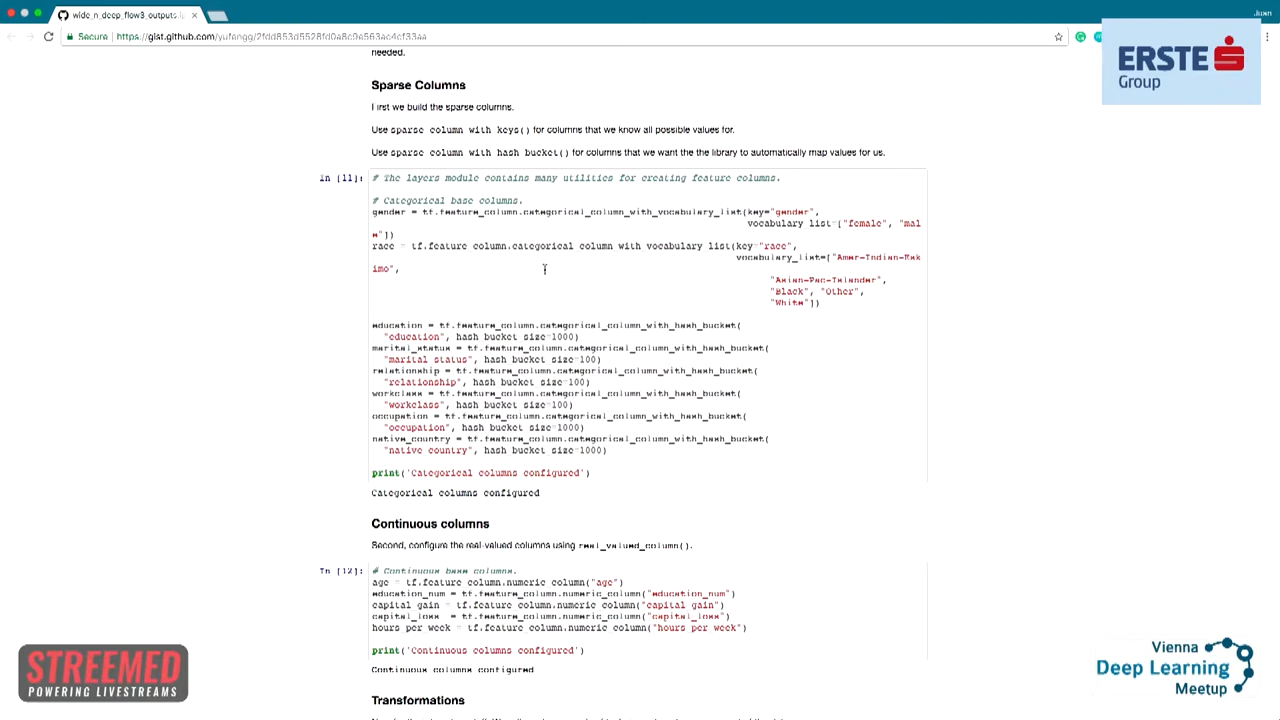 wide_n_deep_flow3_outputs.i
Juan
Secure | https://gist.github.com/yufengg/2fdd853d5528fd0a8c9e563ac4cf33aa
ERSTE
Group
needed.
Sparse Columns
First we build the sparse columns.
Use sparse_column_with_keys() for columns that we know all possible values for.
Use sparse_column_with_hash_bucket() for columns that we want the the library to automatically map values for us.
In [11]:
# The layers module contains many utilities for creating feature columns.
# Categorical base columns.
gender = tf.feature_column.categorical_column_with_vocabulary_list(key="gender",
vocabulary_list=["female", "mal
e"])
race = tf.feature_column.categorical_column_with_vocabulary_list(key="race",
vocabulary_list=["Amer-Indian-Esk
imo",
"Asian-Pac-Islander",
"Black", "Other",
"White"])
education = tf.feature_column.categorical_column_with_hash_bucket(
"education", hash_bucket_size=1000)
marital_status = tf.feature_column.categorical_column_with_hash_bucket(
"marital_status", hash_bucket_size=100)
relationship = tf.feature_column.categorical_column_with_hash_bucket(
"relationship", hash_bucket_size=100)
workclass = tf.feature_column.categorical_column_with_hash_bucket(
"workclass", hash_bucket_size=100)
occupation = tf.feature_column.categorical_column_with_hash_bucket(
"occupation", hash_bucket_size=1000)
native_country = tf.feature_column.categorical_column_with_hash_bucket(
"native_country", hash_bucket_size=1000)
print('Categorical columns configured')
Categorical columns configured
Continuous columns
Second, configure the real-valued columns using real_valued_column().
In [12]:
# Continuous base columns.
age = tf.feature_column.numeric_column("age")
education_num = tf.feature_column.numeric_column("education_num")
capital_gain = tf.feature_column.numeric_column("capital_gain")
capital_loss = tf.feature_column.numeric_column("capital_loss")
hours_per_week = tf.feature_column.numeric_column("hours_per_week")
print('Continuous columns configured')
Continuous columns configured
Transformations
STREEMED
POWERING LIVESTREAMS
Vienna
Deep Learning
Meetup